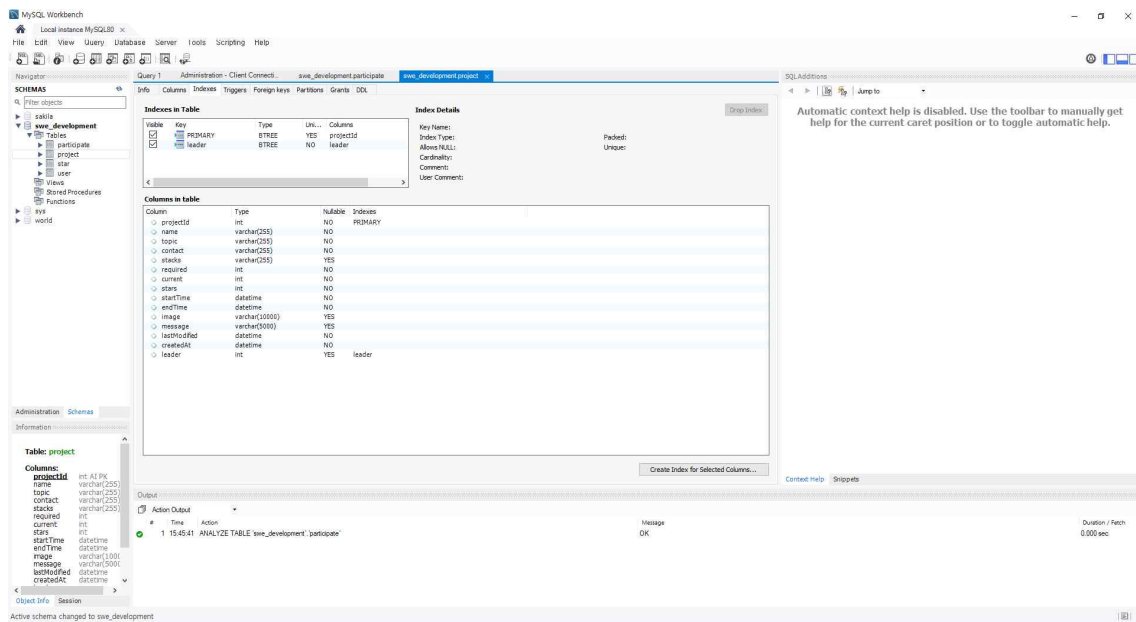 MySQL Workbench
Local instance MySQL80 ×
File Edit View Query Database Server Tools Scripting Help
Navigator
SCHEMAS
Filter objects
sakila
swe_development
Tables
participate
project
star
user
Views
Stored Procedures
Functions
sys
world
Administration Schemas
Information
Table: project
Columns:
projectId int AI PK
name varchar(255)
topic varchar(255)
contact varchar(255)
stacks varchar(255)
required int
current int
stars int
startTime datetime
endTime datetime
image varchar(1000
message varchar(5000
lastModified datetime
createdAt datetime
Object Info Session
Query 1 Administration - Client Connecti... swe_development.participate swe_development.project ×
Info Columns Indexes Triggers Foreign keys Partitions Grants DDL
Indexes in Table
Visible Key Type Uni... Columns
PRIMARY BTREE YES projectId
leader BTREE NO leader
Index Details
Drop Index
Key Name:
Index Type: Packed:
Allows NULL: Unique:
Cardinality:
Comment:
User Comment:
Columns in table
Column Type Nullable Indexes
projectId int NO PRIMARY
name varchar(255) NO
topic varchar(255) NO
contact varchar(255) NO
stacks varchar(255) YES
required int NO
current int NO
stars int NO
startTime datetime NO
endTime datetime NO
image varchar(10000) YES
message varchar(5000) YES
lastModified datetime NO
createdAt datetime NO
leader int YES leader
Create Index for Selected Columns...
SQLAdditions
Jump to
Automatic context help is disabled. Use the toolbar to manually get
help for the current caret position or to toggle automatic help.
Context Help Snippets
Output
Action Output
# Time Action Message Duration / Fetch
1 15:45:41 ANALYZE TABLE `swe_development`.`participate` OK 0.000 sec
Active schema changed to swe_development